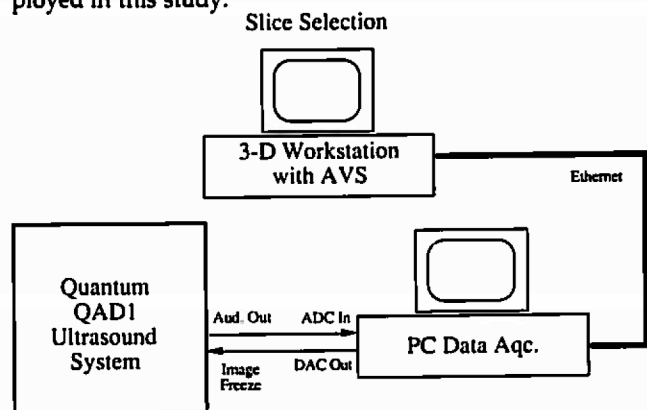 ployed in this study.
Slice Selection
3-D Workstation
with AVS
Ethernet
Quantum
QAD1
Ultrasound
System
Aud. Out
ADC In
Image
Freeze
DAC Out
PC Data Aqc.